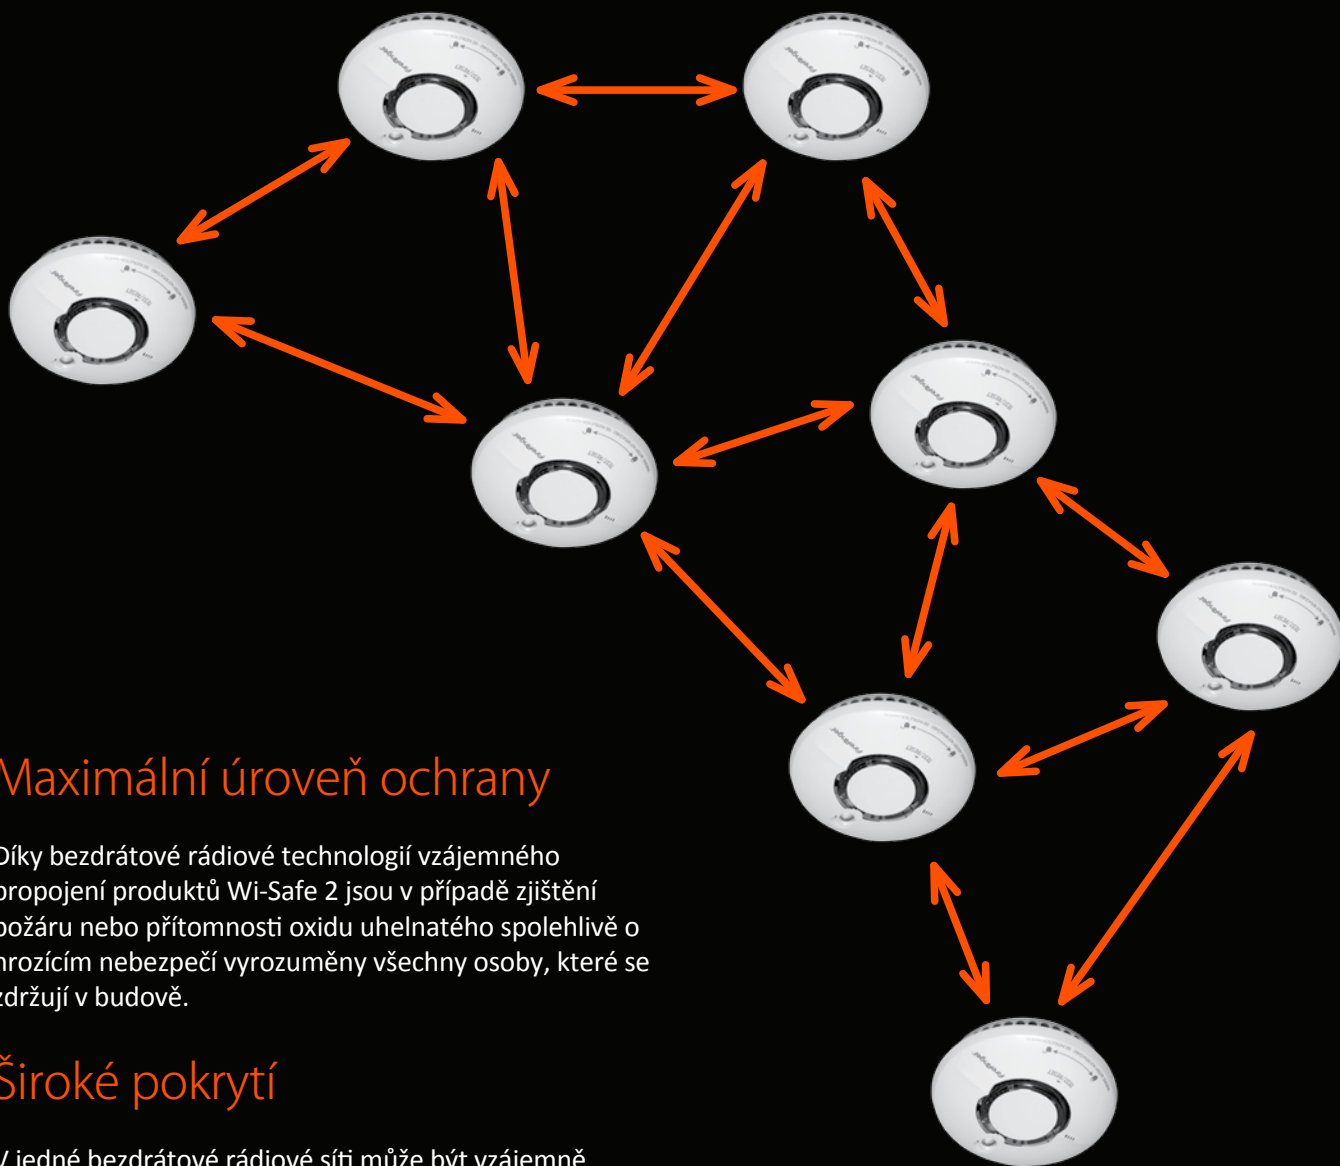 Maximální úroveň ochrany
Díky bezdrátové rádiové technologií vzájemného
propojení produktů Wi-Safe 2 jsou v případě zjištění
požáru nebo přítomnosti oxidu uhelnatého spolehlivě o
hrozícím nebezpečí vyrozuměny všechny osoby, které se
zdržují v budově.
Široké pokrytí
V jedné bezdrátové rádiové síti může být vzájemně